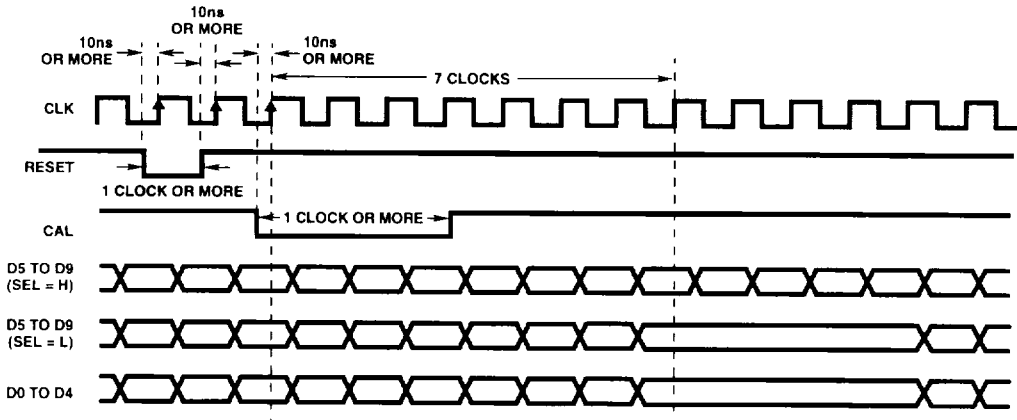 10ns
OR MORE
10ns
OR MORE
10ns
OR MORE
7 CLOCKS
CLK
RESET
1 CLOCK OR MORE
1 CLOCK OR MORE
CAL
D5 TO D9
(SEL = H)
D5 TO D9
(SEL = L)
D0 TO D4